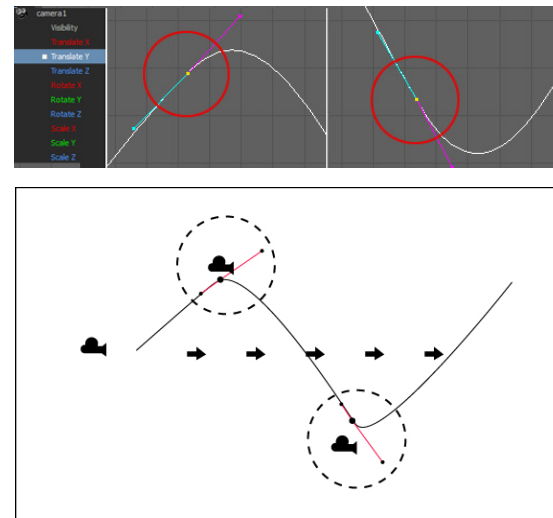 camera1
Visibility
Translate X
Translate Y
Translate Z
Rotate X
Rotate Y
Rotate Z
Scale X
Scale Y
Scale Z